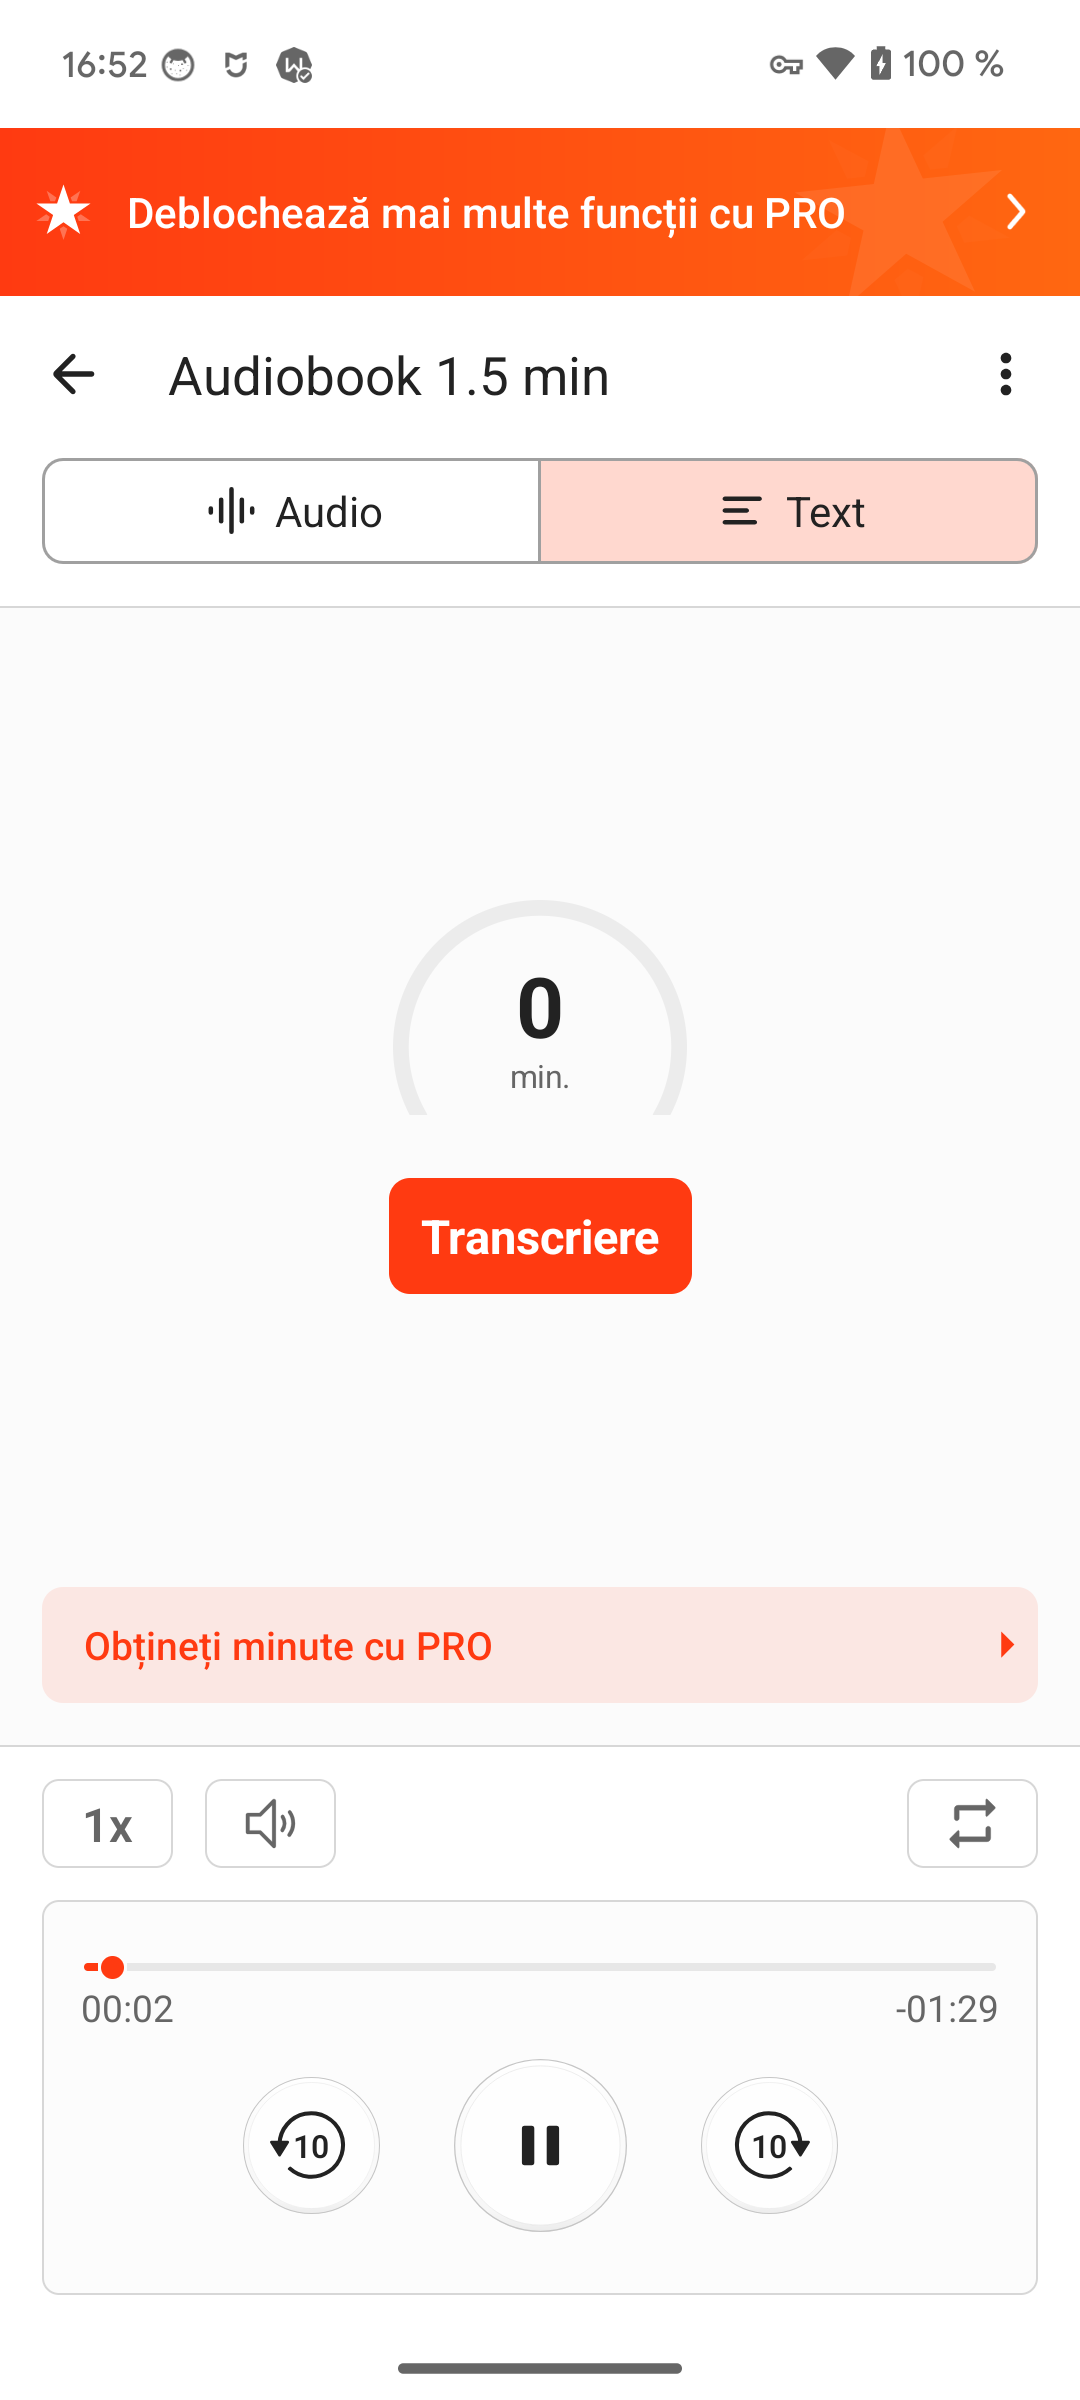 16:52
100 %
Deblochează mai multe funcții cu PRO
Audiobook 1.5 min
Audio
Text
0
min.
Transcriere
Obțineți minute cu PRO
1x
00:02
-01:29
10
10